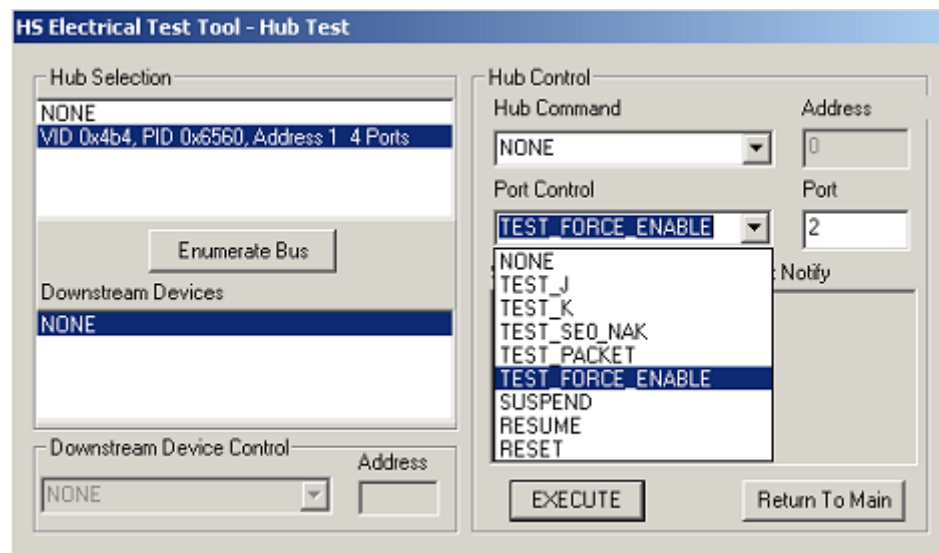 HS Electrical Test Tool - Hub Test
Hub Selection
NONE
VID 0x4b4, PID 0x6560, Address 1 4 Ports
Enumerate Bus
Downstream Devices
NONE
Downstream Device Control
Address
NONE
Hub Control
Hub Command
Address
NONE
0
Port Control
Port
TEST_FORCE_ENABLE
2
NONE
TEST_J
TEST_K
TEST_SE0_NAK
TEST_PACKET
TEST_FORCE_ENABLE
SUSPEND
RESUME
RESET
Notify
EXECUTE
Return To Main